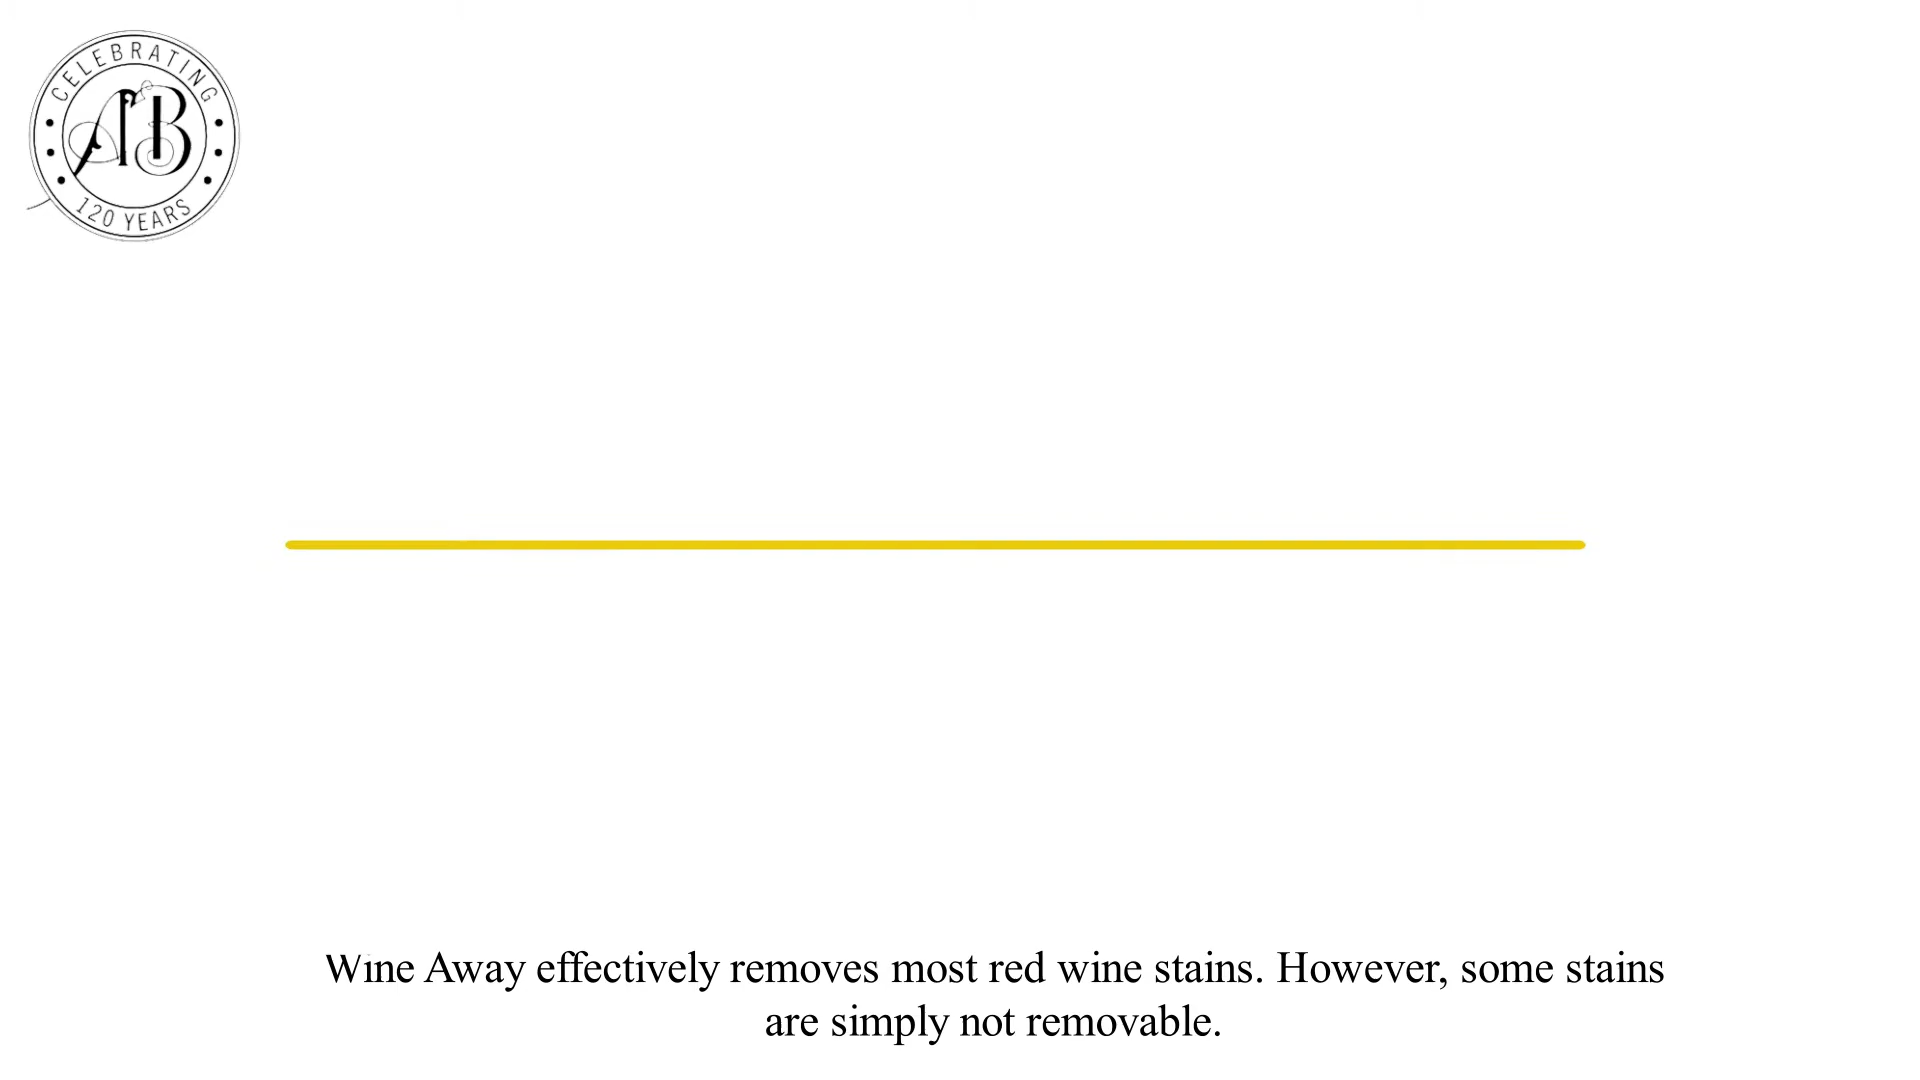 CELEBRATING
AB
120 YEARS
Wine Away effectively removes most red wine stains. However, some stains
are simply not removable.